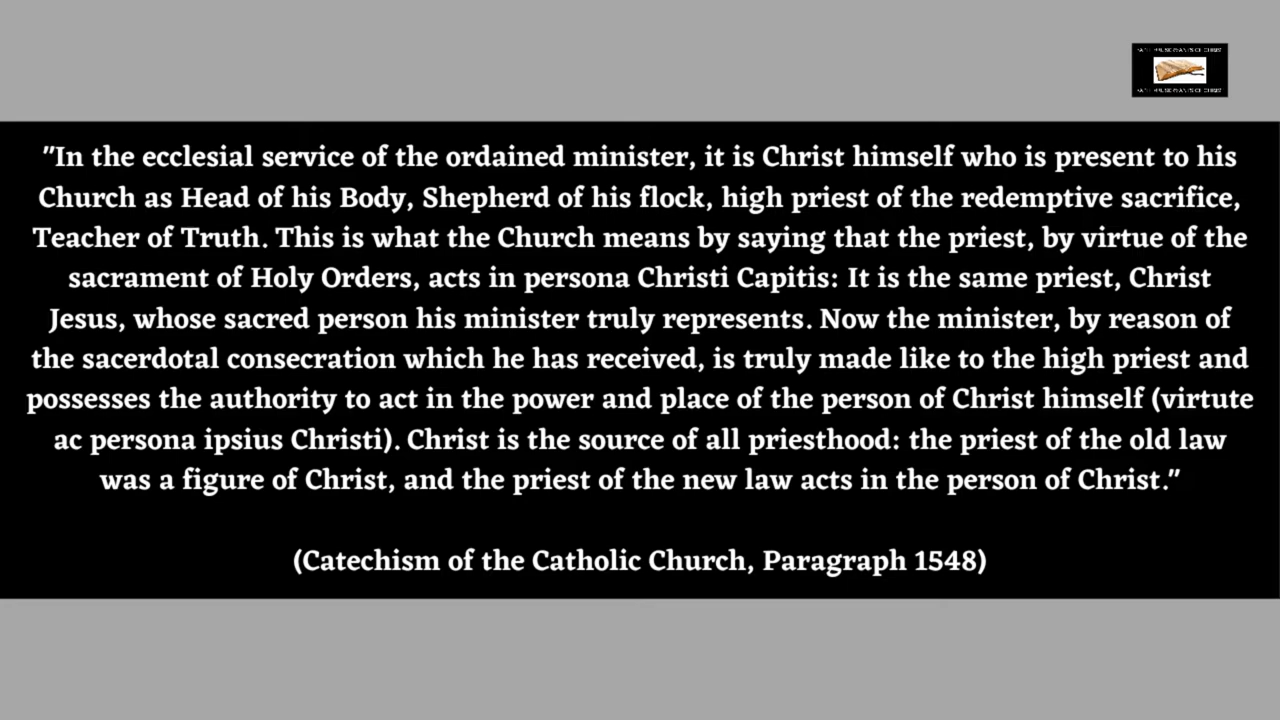 "In the ecclesial service of the ordained minister, it is Christ himself who is present to his
Church as Head of his Body, Shepherd of his flock, high priest of the redemptive sacrifice,
Teacher of Truth. This is what the Church means by saying that the priest, by virtue of the
sacrament of Holy Orders, acts in persona Christi Capitis: It is the same priest, Christ
Jesus, whose sacred person his minister truly represents. Now the minister, by reason of
the sacerdotal consecration which he has received, is truly made like to the high priest and
possesses the authority to act in the power and place of the person of Christ himself (virtute
ac persona ipsius Christi). Christ is the source of all priesthood: the priest of the old law
was a figure of Christ, and the priest of the new law acts in the person of Christ."
(Catechism of the Catholic Church, Paragraph 1548)